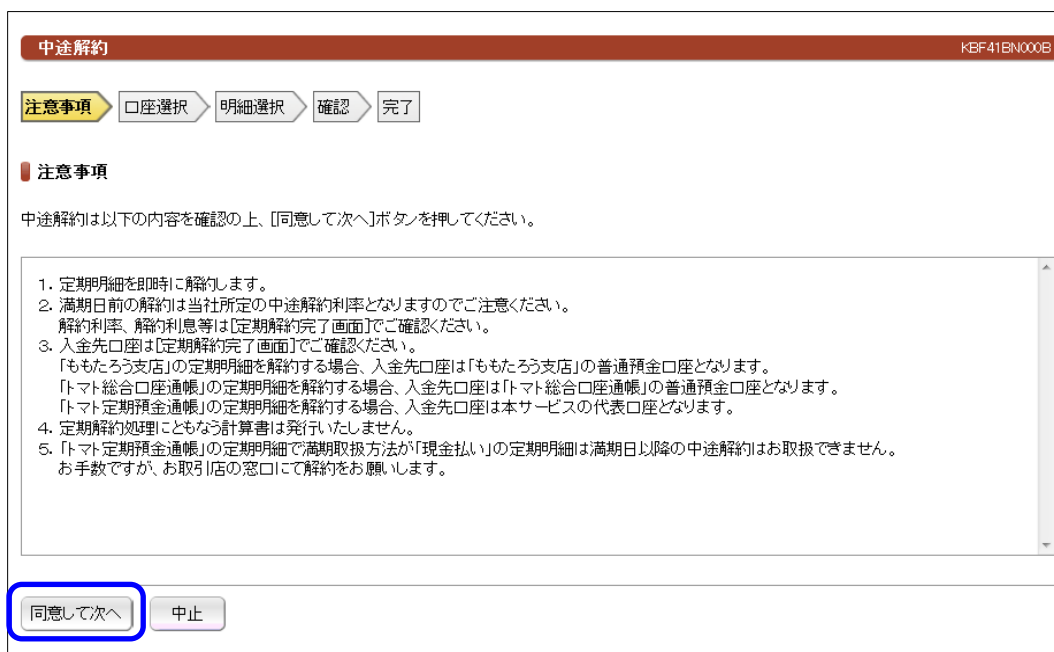 中途解約 KBF41BN000B
注意事項 口座選択 明細選択 確認 完了
注意事項
中途解約は以下の内容を確認の上、[同意して次へ]ボタンを押してください。
1. 定期明細を即時に解約します。
2. 満期日前の解約は当社所定の中途解約利率となりますのでご注意ください。
解約利率、解約利息等は[定期解約完了画面]でご確認ください。
3. 入金先口座は[定期解約完了画面]でご確認ください。
「ももたろう支店」の定期明細を解約する場合、入金先口座は「ももたろう支店」の普通預金口座となります。
「トマト総合口座通帳」の定期明細を解約する場合、入金先口座は「トマト総合口座通帳」の普通預金口座となります。
「トマト定期預金通帳」の定期明細を解約する場合、入金先口座は本サービスの代表口座となります。
4. 定期解約処理にともなう計算書は発行いたしません。
5. 「トマト定期預金通帳」の定期明細で満期取扱方法が「現金払い」の定期明細は満期日以降の中途解約はお取扱できません。
お手数ですが、お取引店の窓口にて解約をお願いします。
同意して次へ 中止